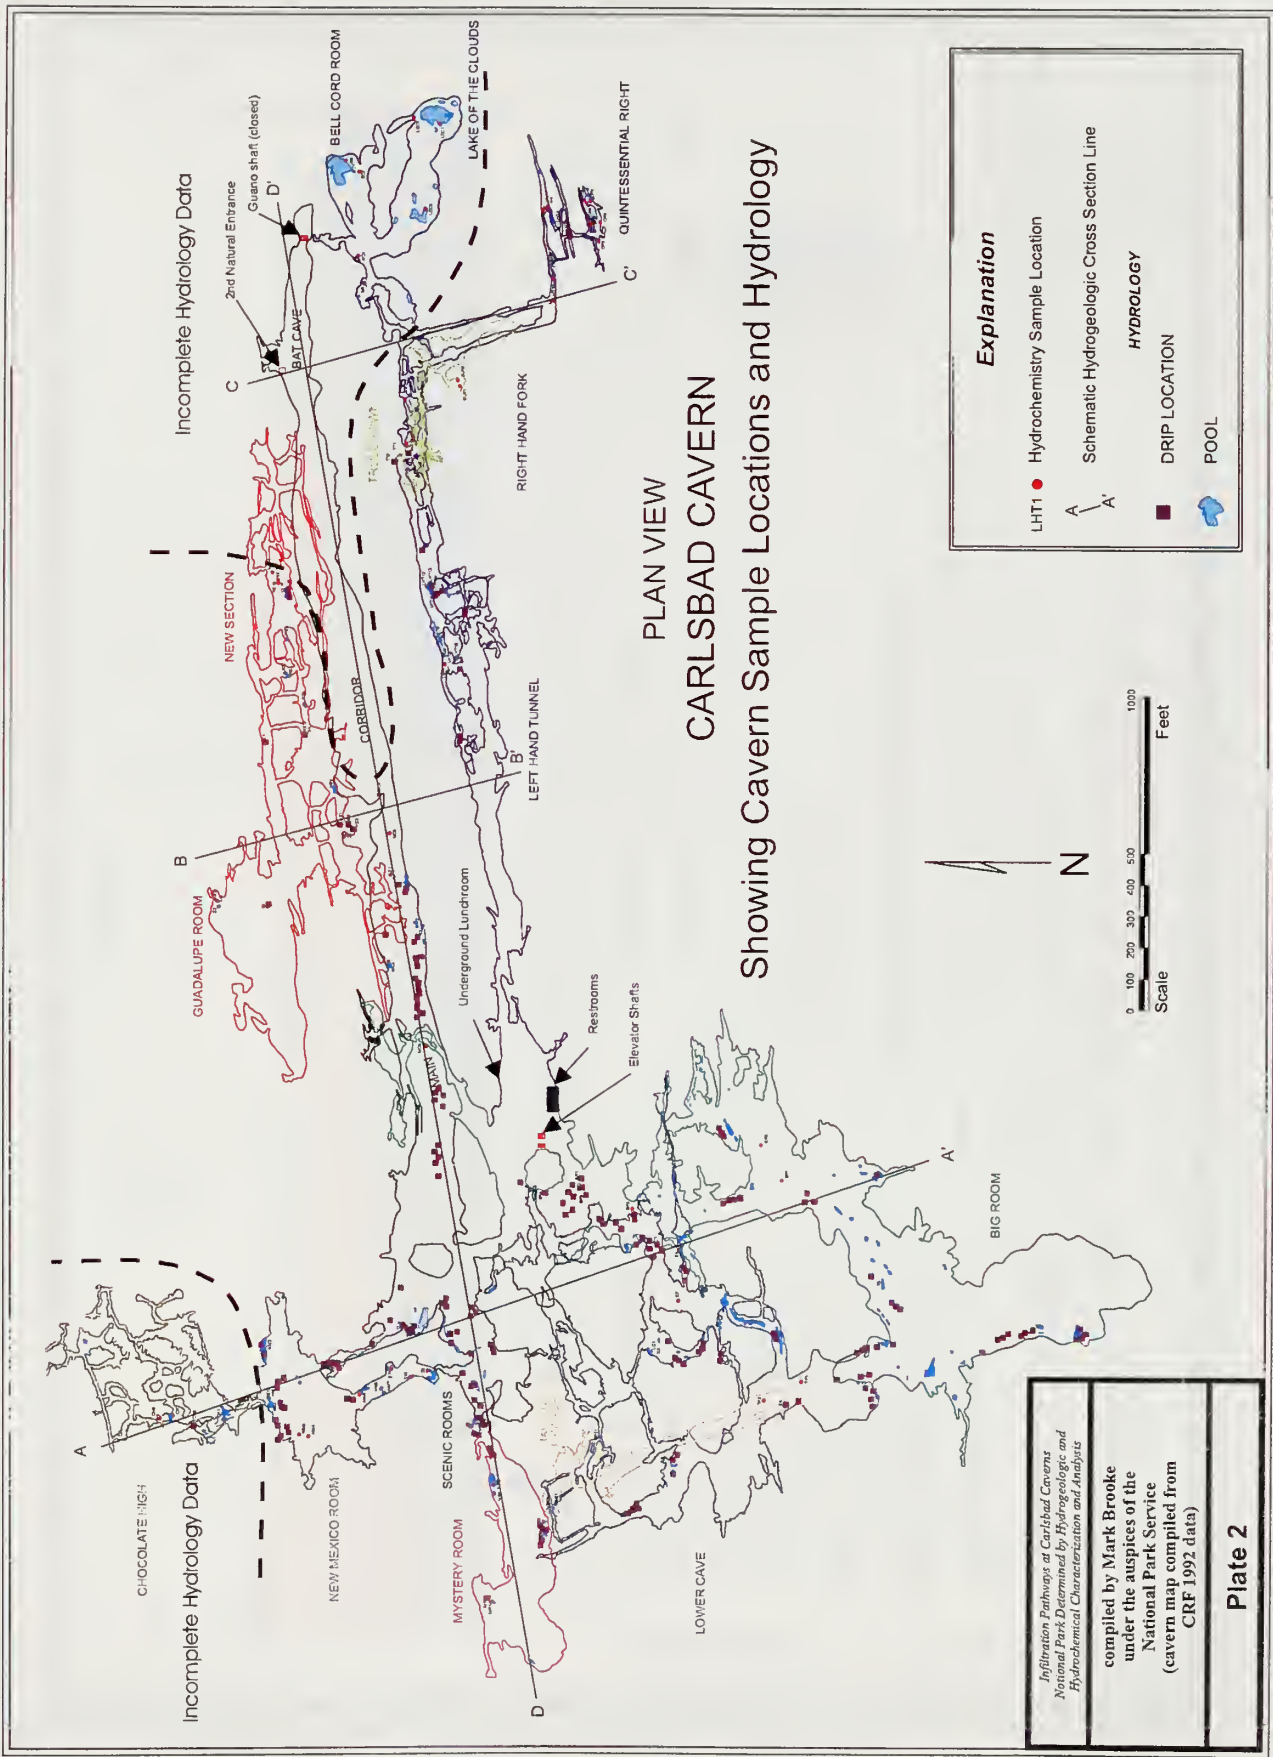 Incomplete Hydrology Data
2nd Natural Entrance
Guano shaft (closed)
D'
BELL CORD ROOM
LAKE OF THE CLOUDS
C
BAT CAVE
QUINTESSENTIAL RIGHT
C'
NEW SECTION
RIGHT HAND FORK
CORRIDOR
B
B'
LEFT HAND TUNNEL
GUADALUPE ROOM
Underground Lunchroom
MAIN
Restrooms
Elevator Shafts
A
CHOCOLATE HIGH
Incomplete Hydrology Data
NEW MEXICO ROOM
SCENIC ROOMS
MYSTERY ROOM
D
LOWER CAVE
BIG ROOM
A'
PLAN VIEW
CARLSBAD CAVERN
Showing Cavern Sample Locations and Hydrology
N
0 100 200 300 400 500 1000
Scale Feet
Explanation
LHT1 Hydrochemistry Sample Location
A A' Schematic Hydrogeologic Cross Section Line
HYDROLOGY
DRIP LOCATION
POOL
Infiltration Pathways at Carlsbad Caverns
National Park Determined by Hydrogeologic and
Hydrochemical Characterization and Analysis
compiled by Mark Brooke
under the auspices of the
National Park Service
(cavern map compiled from
CRF 1992 data)
Plate 2